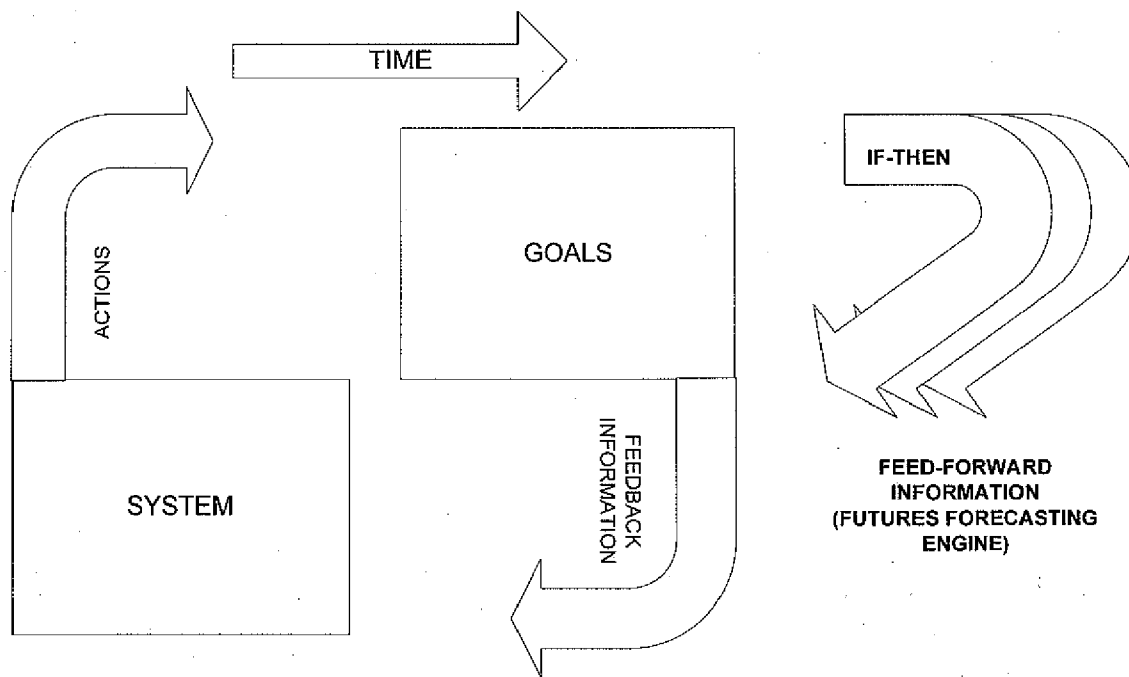 TIME
IF-THEN
ACTIONS
GOALS
SYSTEM
FEEDBACK
INFORMATION
FEED-FORWARD
INFORMATION
(FUTURES FORECASTING
ENGINE)